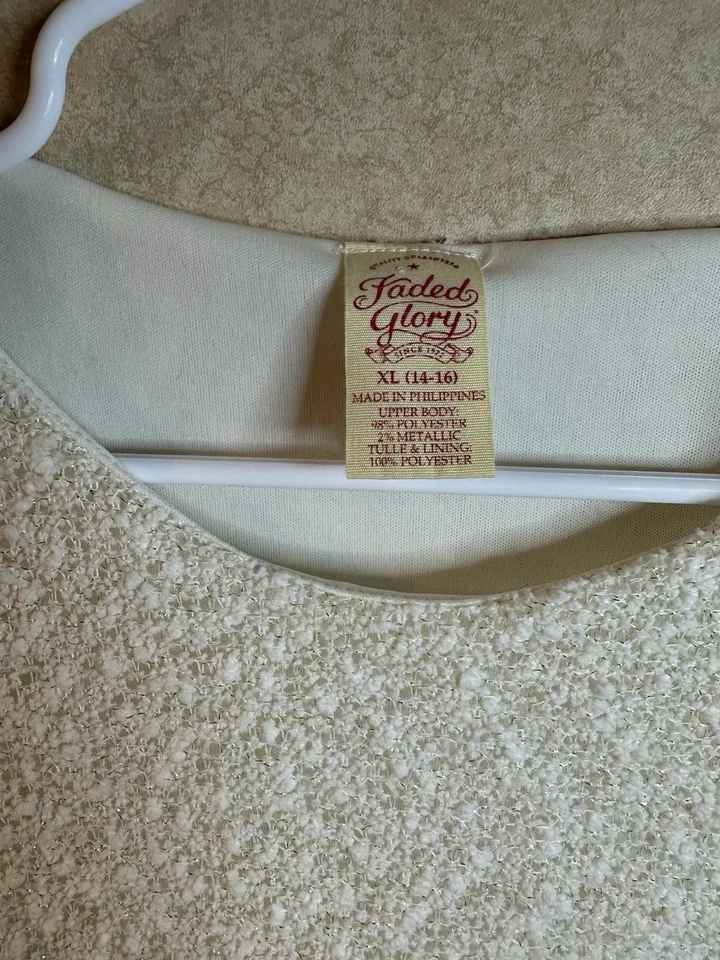 QUALITY GUARANTEED
Faded
Glory
SINCE 1972
XL (14-16)
MADE IN PHILIPPINES
UPPER BODY:
98% POLYESTER
2% METALLIC
TULLE & LINING:
100% POLYESTER